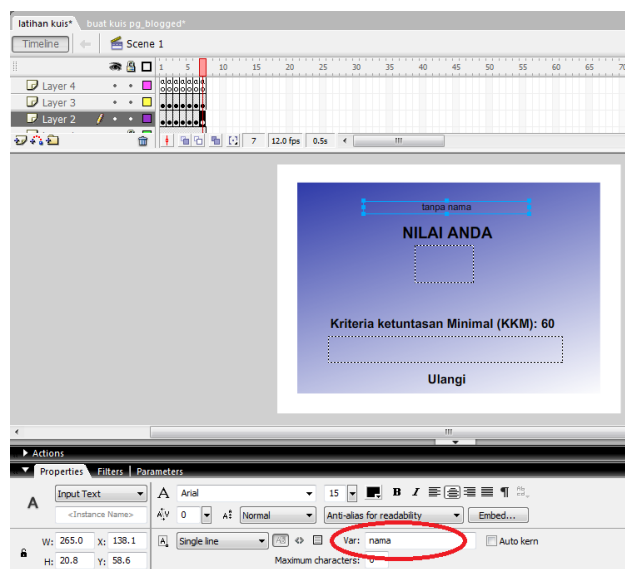 latihan kuis* buat kuis pg_blogged*
Timeline Scene 1
1 5 10 15 20 25 30 35 40 45 50 55 60 65 70
Layer 4
Layer 3
Layer 2
7 12.0 fps 0.5s
tanpa nama
NILAI ANDA
Kriteria ketuntasan Minimal (KKM): 60
Ulangi
Actions
Properties Filters Parameters
A Input Text A Arial 15 B I
<Instance Name> A|V 0 Normal Anti-alias for readability Embed...
W: 265.0 X: 138.1 Single line Var: nama Auto kern
H: 20.8 Y: 58.6 Maximum characters: 0